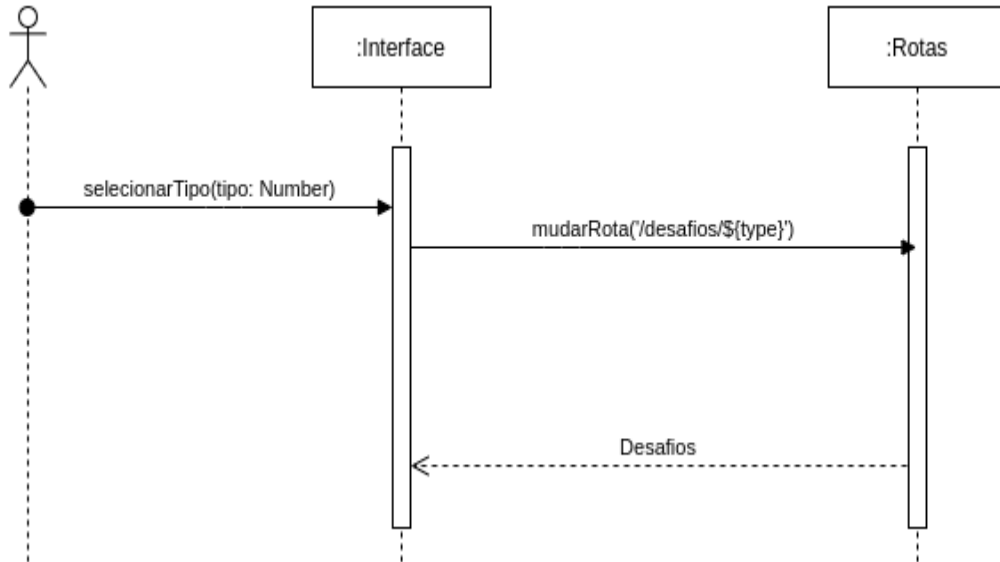 :Interface
:Rotas
selecionarTipo(tipo: Number)
mudarRota('/desafios/${type}')
Desafios